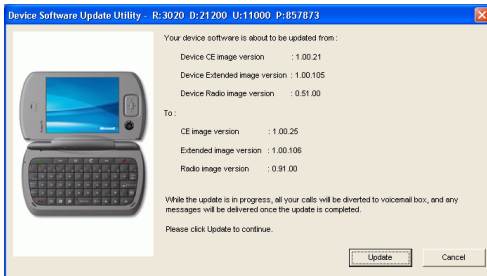 Device Software Update Utility - R:3020 D:21200 U:11000 P:857873
Your device software is about to be updated from :
Device CE image version : 1.00.21
Device Extended image version : 1.00.105
Device Radio image version : 0.51.00
To :
CE image version : 1.00.25
Extended image version : 1.00.106
Radio image version : 0.91.00
While the update is in progress, all your calls will be diverted to voicemail box, and any
messages will be delivered once the update is completed.
Please click Update to continue.
Update Cancel